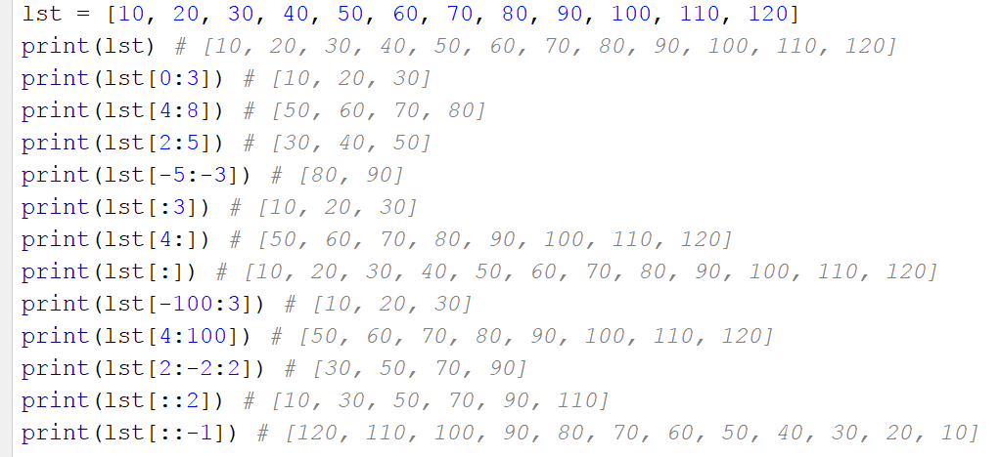 lst = [10, 20, 30, 40, 50, 60, 70, 80, 90, 100, 110, 120]
print(lst) # [10, 20, 30, 40, 50, 60, 70, 80, 90, 100, 110, 120]
print(lst[0:3]) # [10, 20, 30]
print(lst[4:8]) # [50, 60, 70, 80]
print(lst[2:5]) # [30, 40, 50]
print(lst[-5:-3]) # [80, 90]
print(lst[:3]) # [10, 20, 30]
print(lst[4:]) # [50, 60, 70, 80, 90, 100, 110, 120]
print(lst[:]) # [10, 20, 30, 40, 50, 60, 70, 80, 90, 100, 110, 120]
print(lst[-100:3]) # [10, 20, 30]
print(lst[4:100]) # [50, 60, 70, 80, 90, 100, 110, 120]
print(lst[2:-2:2]) # [30, 50, 70, 90]
print(lst[::2]) # [10, 30, 50, 70, 90, 110]
print(lst[::-1]) # [120, 110, 100, 90, 80, 70, 60, 50, 40, 30, 20, 10]